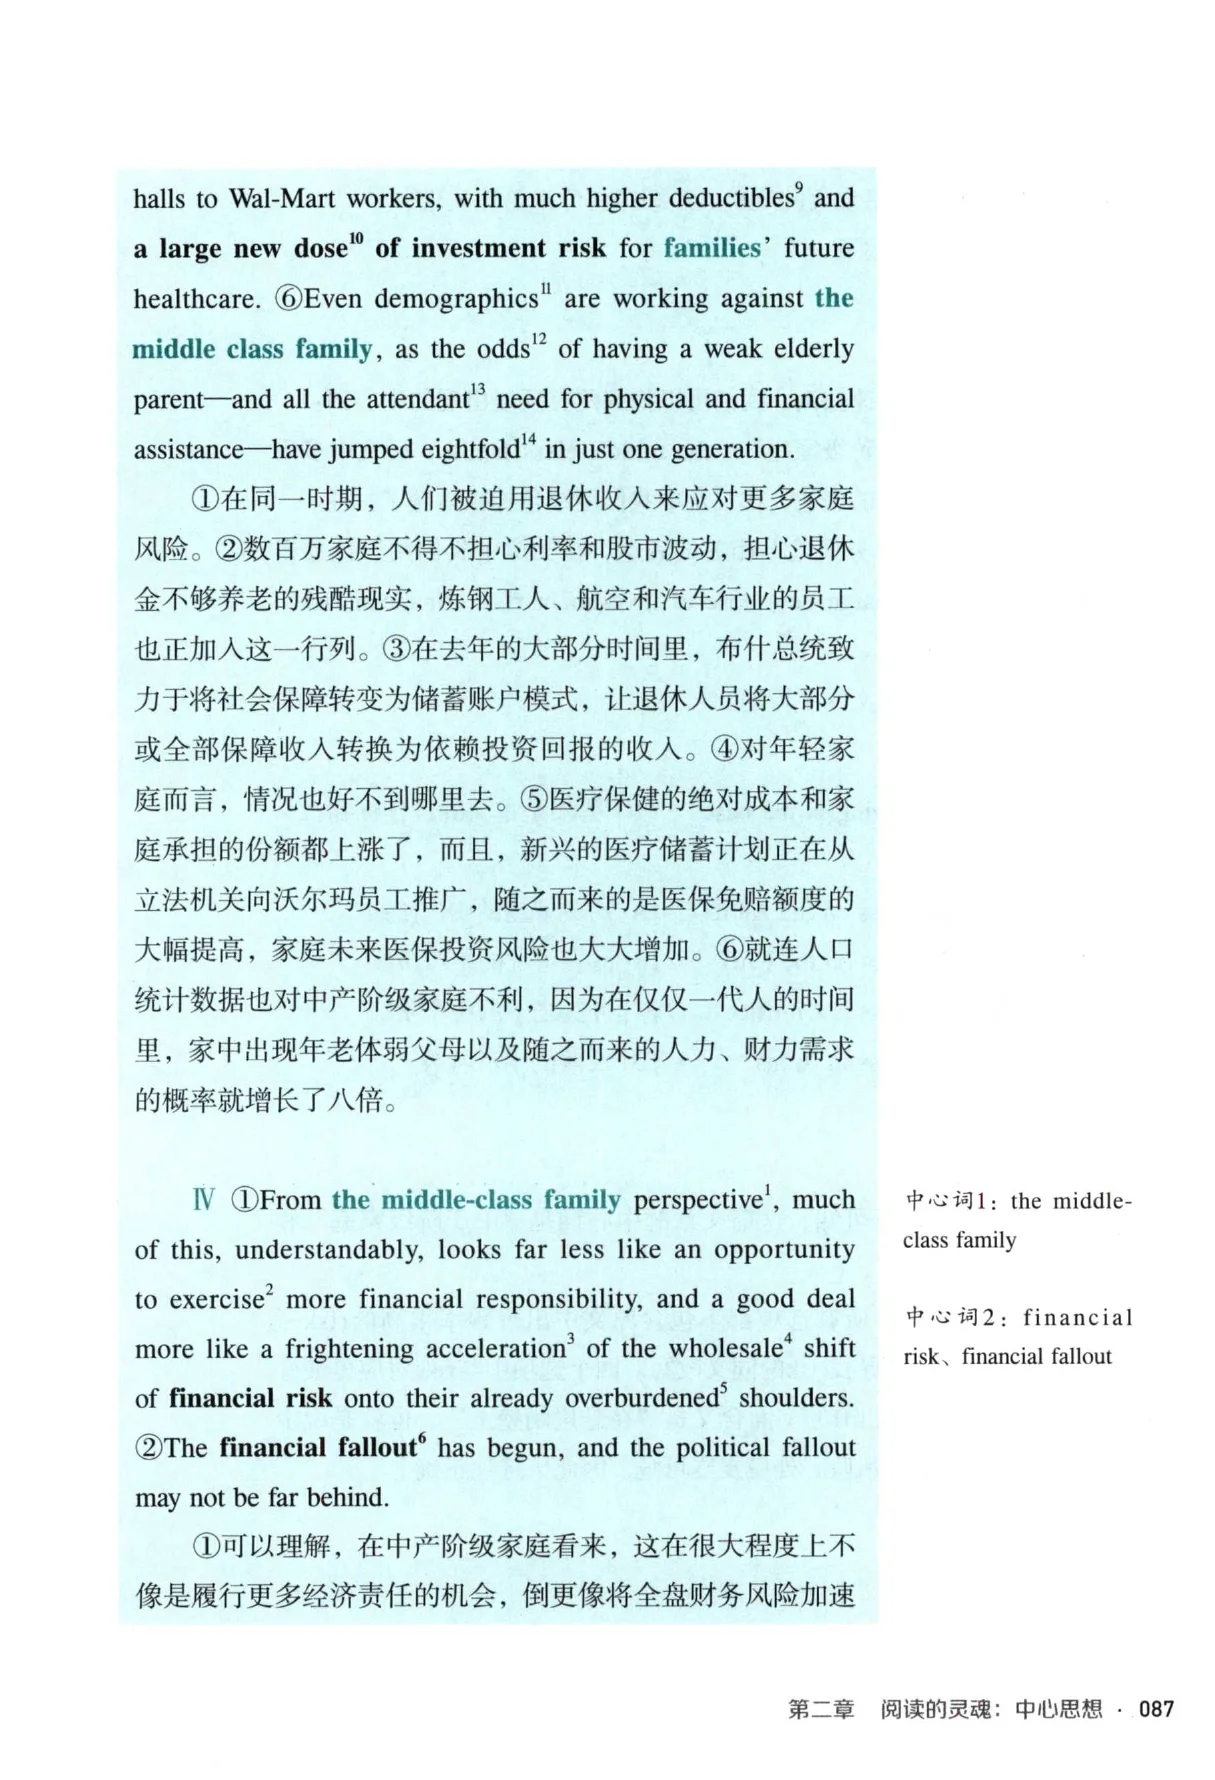 halls to Wal-Mart workers, with much higher deductibles⁹ and
a large new dose¹⁰ of investment risk for families’ future
healthcare. ⑥Even demographics¹¹ are working against the
middle class family, as the odds¹² of having a weak elderly
parent—and all the attendant¹³ need for physical and financial
assistance—have jumped eightfold¹⁴ in just one generation.
①在同一时期，人们被迫用退休收入来应对更多家庭
风险。②数百万家庭不得不担心利率和股市波动，担心退休
金不够养老的残酷现实，炼钢工人、航空和汽车行业的员工
也正加入这一行列。③在去年的大部分时间里，布什总统致
力于将社会保障转变为储蓄账户模式，让退休人员将大部分
或全部保障收入转换为依赖投资回报的收入。④对年轻家
庭而言，情况也好不到哪里去。⑤医疗保健的绝对成本和家
庭承担的份额都上涨了，而且，新兴的医疗储蓄计划正在从
立法机关向沃尔玛员工推广，随之而来的是医保免赔额度的
大幅提高，家庭未来医保投资风险也大大增加。⑥就连人口
统计数据也对中产阶级家庭不利，因为在仅仅一代人的时间
里，家中出现年老体弱父母以及随之而来的人力、财力需求
的概率就增长了八倍。
Ⅳ ①From the middle-class family perspective¹, much
of this, understandably, looks far less like an opportunity
to exercise² more financial responsibility, and a good deal
more like a frightening acceleration³ of the wholesale⁴ shift
of financial risk onto their already overburdened⁵ shoulders.
②The financial fallout⁶ has begun, and the political fallout
may not be far behind.
①可以理解，在中产阶级家庭看来，这在很大程度上不
像是履行更多经济责任的机会，倒更像将全盘财务风险加速
中心词1：the middle-
class family
中心词2：financial
risk、financial fallout
第二章 阅读的灵魂：中心思想 · 087